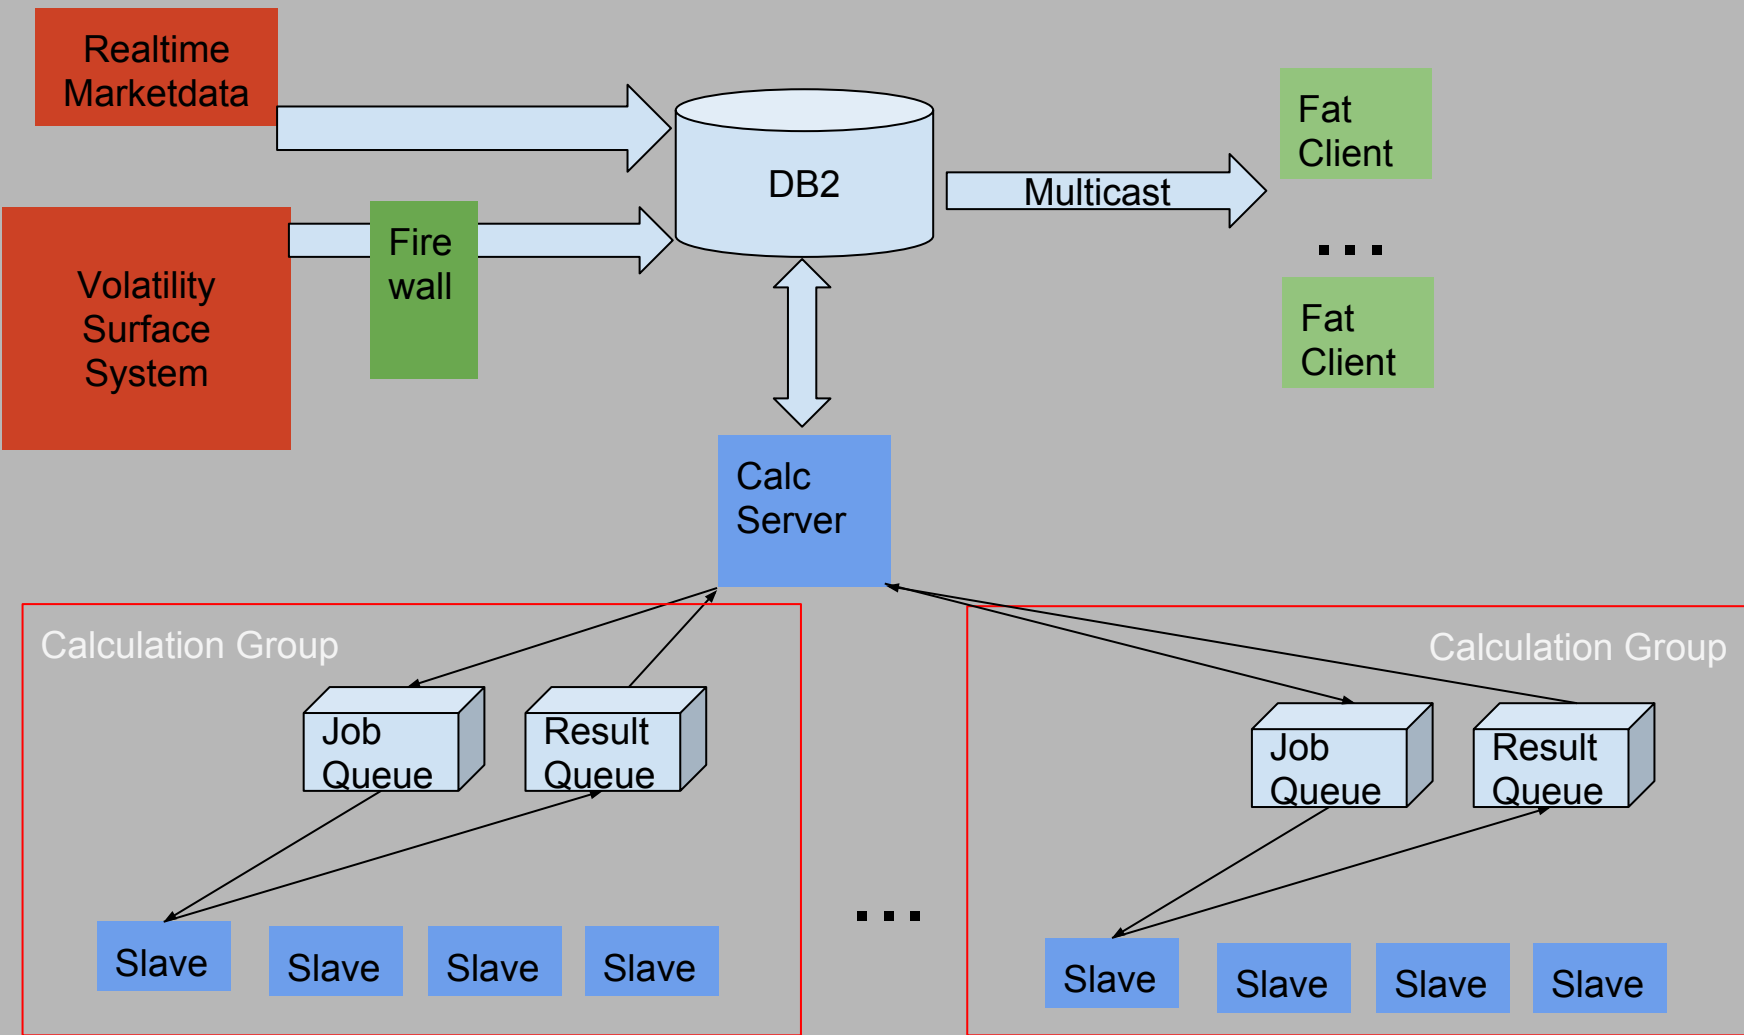 Realtime
Marketdata
Volatility
Surface
System
Fire
wall
DB2
Multicast
Fat
Client
...
Fat
Client
Calc
Server
Calculation Group
Job
Queue
Result
Queue
Slave
Slave
Slave
Slave
...
Calculation Group
Job
Queue
Result
Queue
Slave
Slave
Slave
Slave